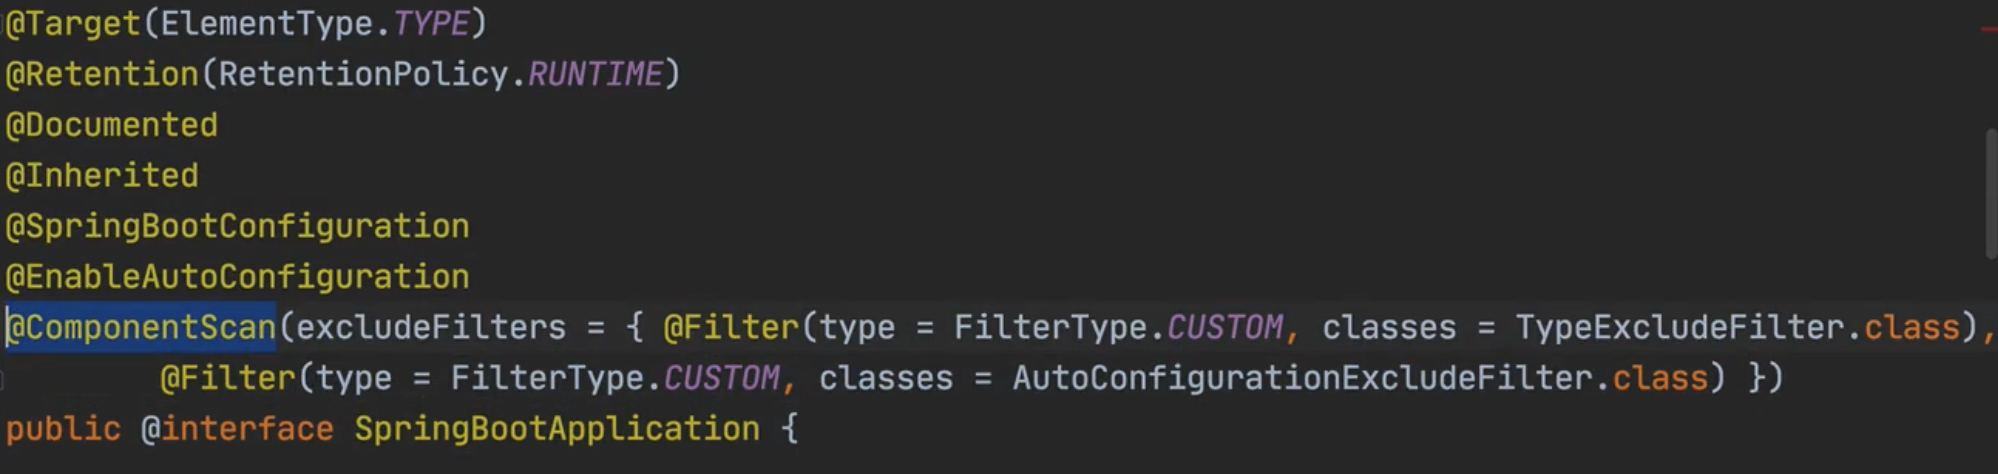 @Target(ElementType.TYPE)
@Retention(RetentionPolicy.RUNTIME)
@Documented
@Inherited
@SpringBootConfiguration
@EnableAutoConfiguration
@ComponentScan(excludeFilters = { @Filter(type = FilterType.CUSTOM, classes = TypeExcludeFilter.class),
        @Filter(type = FilterType.CUSTOM, classes = AutoConfigurationExcludeFilter.class) })
public @interface SpringBootApplication {